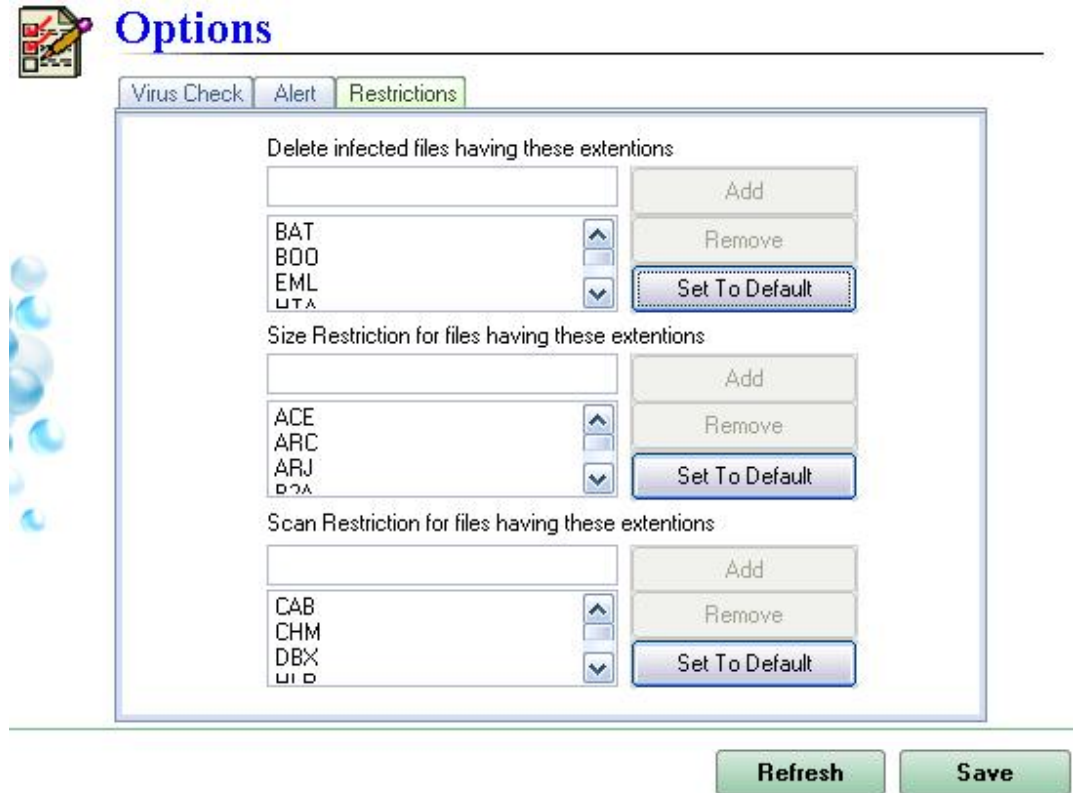 Options
Virus Check Alert Restrictions
Delete infected files having these extentions
Add
BAT
BOO
EML
HTA
Remove
Set To Default
Size Restriction for files having these extentions
Add
ACE
ARC
ARJ
Remove
Set To Default
Scan Restriction for files having these extentions
Add
CAB
CHM
DBX
HLP
Remove
Set To Default
Refresh Save